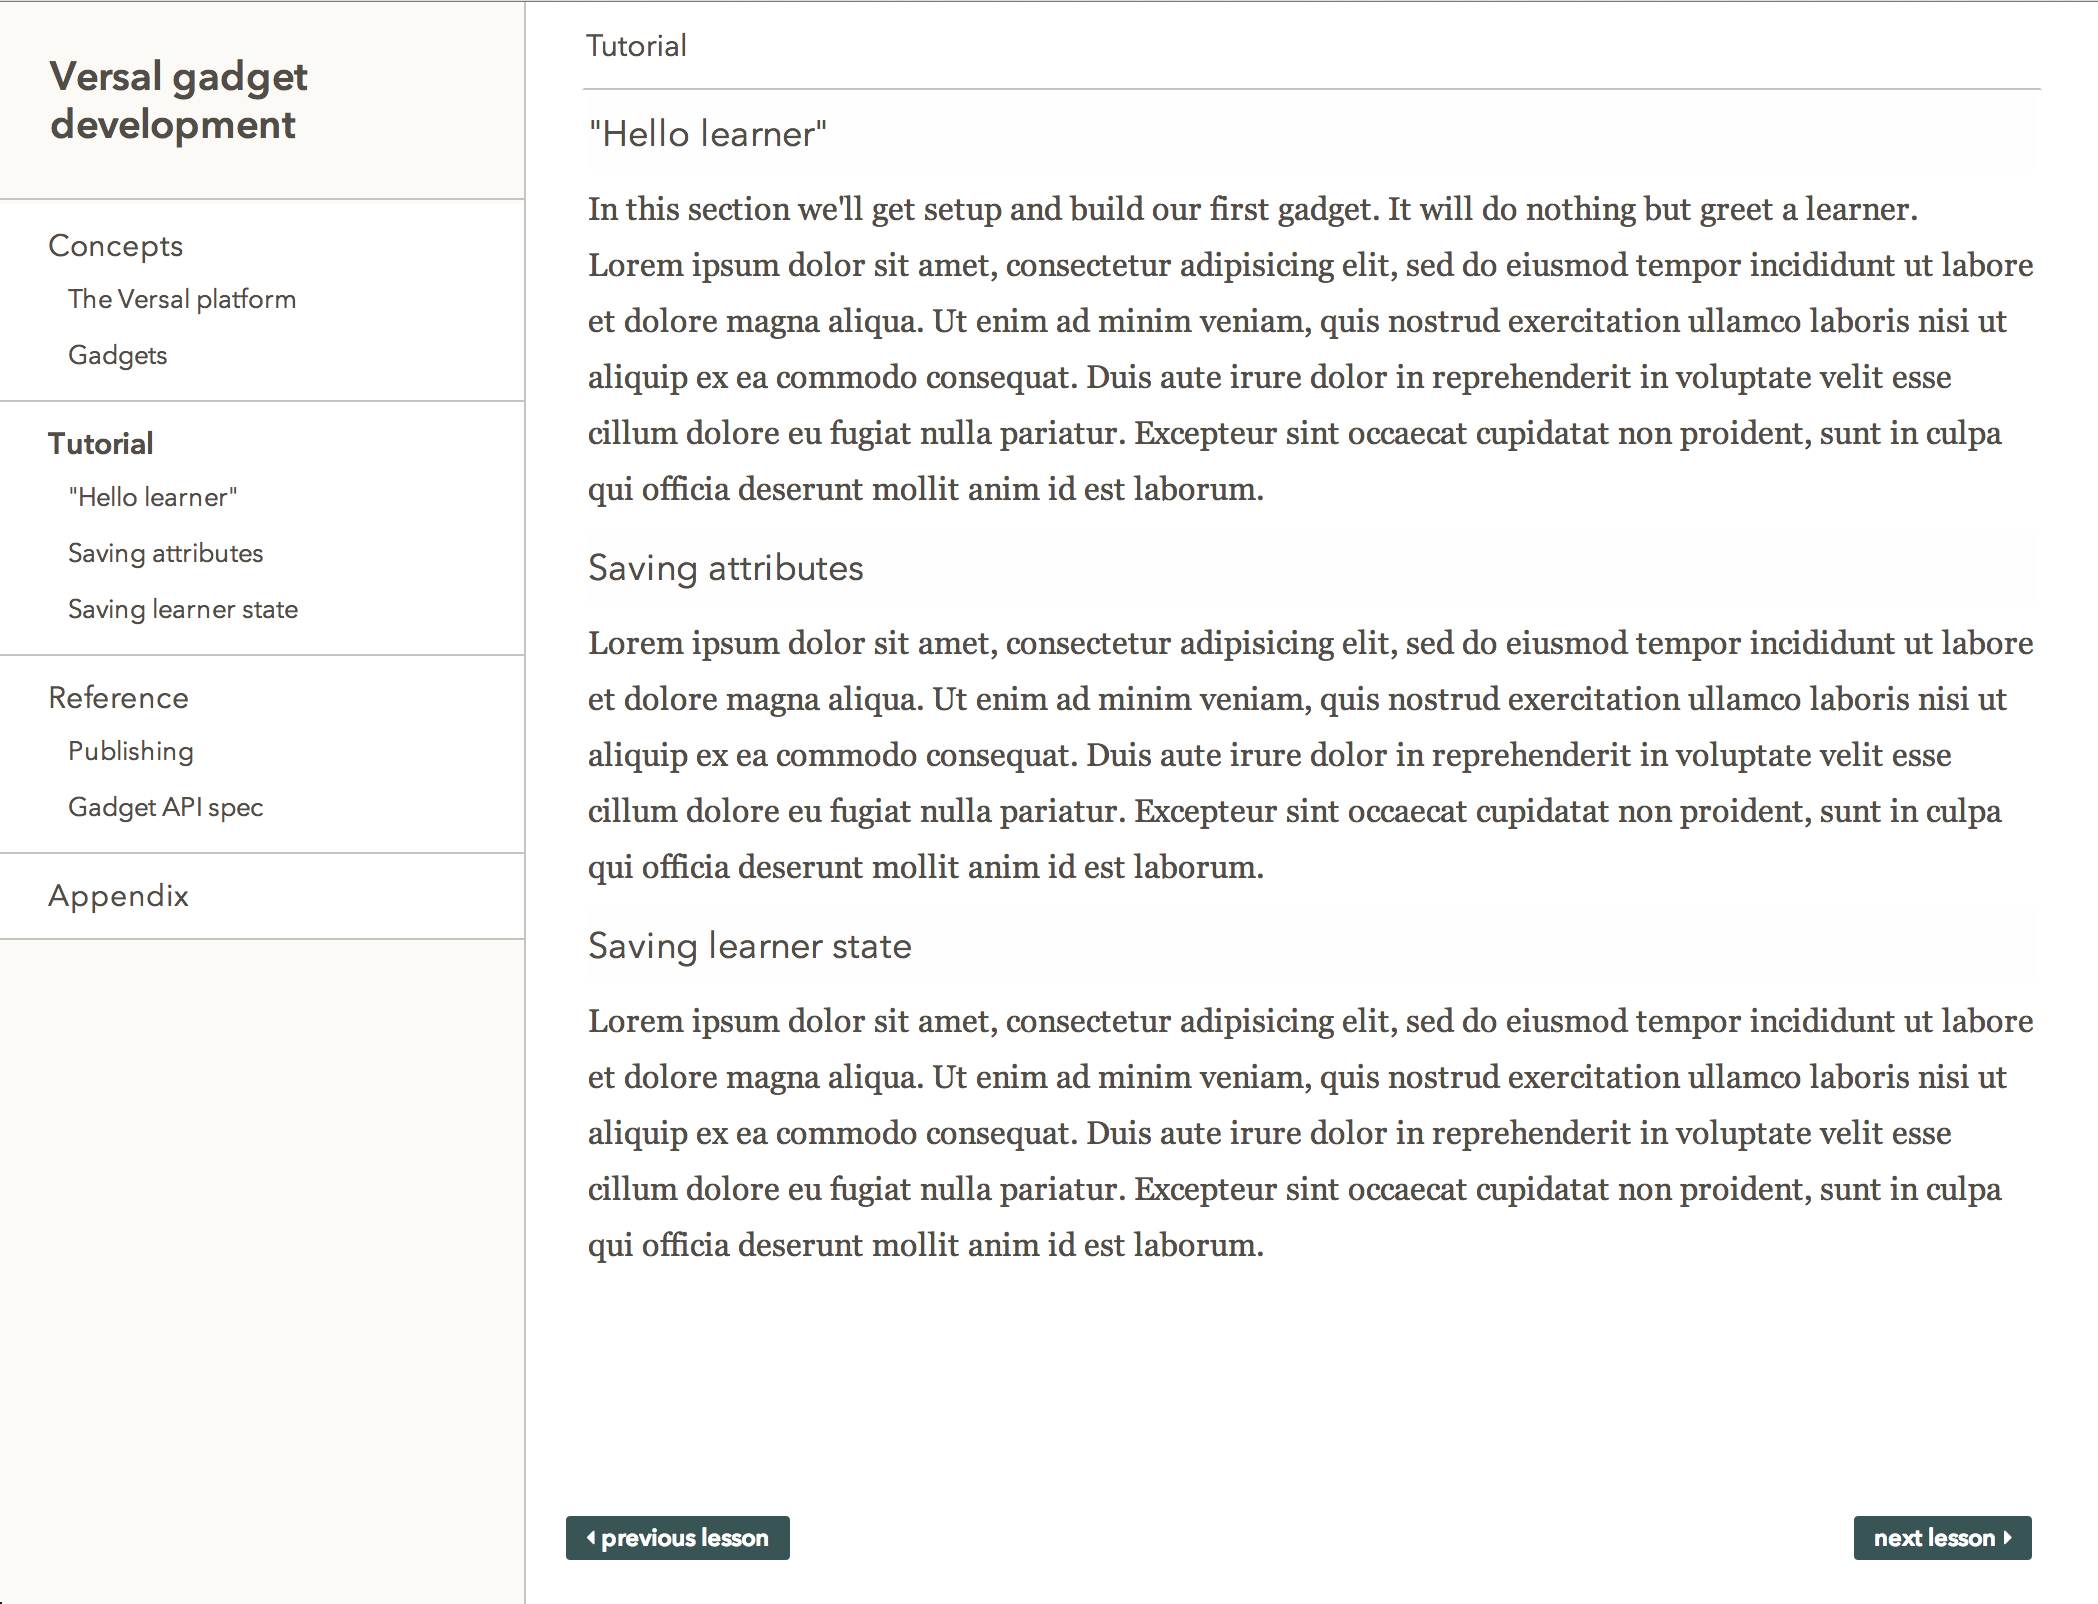 Versal gadget
development
Concepts
The Versal platform
Gadgets
Tutorial
"Hello learner"
Saving attributes
Saving learner state
Reference
Publishing
Gadget API spec
Appendix
Tutorial
"Hello learner"
In this section we'll get setup and build our first gadget. It will do nothing but greet a learner.
Lorem ipsum dolor sit amet, consectetur adipisicing elit, sed do eiusmod tempor incididunt ut labore
et dolore magna aliqua. Ut enim ad minim veniam, quis nostrud exercitation ullamco laboris nisi ut
aliquip ex ea commodo consequat. Duis aute irure dolor in reprehenderit in voluptate velit esse
cillum dolore eu fugiat nulla pariatur. Excepteur sint occaecat cupidatat non proident, sunt in culpa
qui officia deserunt mollit anim id est laborum.
Saving attributes
Lorem ipsum dolor sit amet, consectetur adipisicing elit, sed do eiusmod tempor incididunt ut labore
et dolore magna aliqua. Ut enim ad minim veniam, quis nostrud exercitation ullamco laboris nisi ut
aliquip ex ea commodo consequat. Duis aute irure dolor in reprehenderit in voluptate velit esse
cillum dolore eu fugiat nulla pariatur. Excepteur sint occaecat cupidatat non proident, sunt in culpa
qui officia deserunt mollit anim id est laborum.
Saving learner state
Lorem ipsum dolor sit amet, consectetur adipisicing elit, sed do eiusmod tempor incididunt ut labore
et dolore magna aliqua. Ut enim ad minim veniam, quis nostrud exercitation ullamco laboris nisi ut
aliquip ex ea commodo consequat. Duis aute irure dolor in reprehenderit in voluptate velit esse
cillum dolore eu fugiat nulla pariatur. Excepteur sint occaecat cupidatat non proident, sunt in culpa
qui officia deserunt mollit anim id est laborum.
previous lesson
next lesson